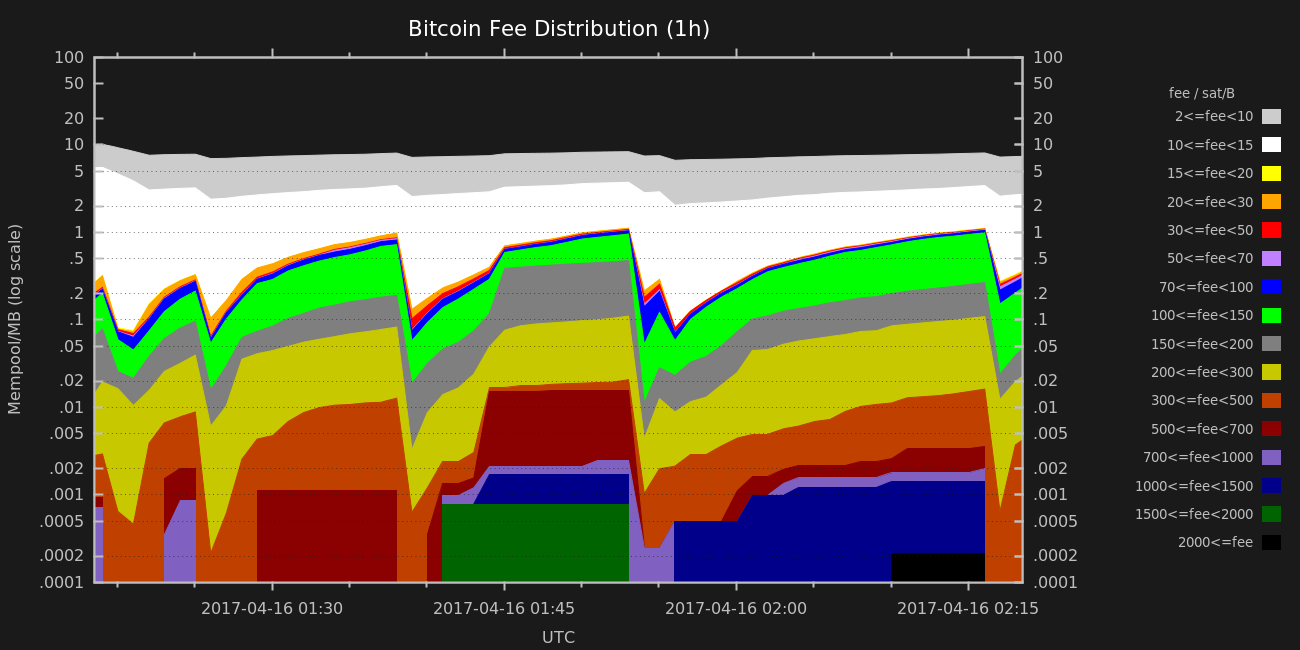 Bitcoin Fee Distribution (1h)
100 100
50 50
20 20
10 10
5 5
2 2
1 1
.5 .5
.2 .2
.1 .1
.05 .05
.02 .02
.01 .01
.005 .005
.002 .002
.001 .001
.0005 .0005
.0002 .0002
.0001 .0001
Mempool/MB (log scale)
2017-04-16 01:30 2017-04-16 01:45 2017-04-16 02:00 2017-04-16 02:15
UTC
fee / sat/B
2<=fee<10
10<=fee<15
15<=fee<20
20<=fee<30
30<=fee<50
50<=fee<70
70<=fee<100
100<=fee<150
150<=fee<200
200<=fee<300
300<=fee<500
500<=fee<700
700<=fee<1000
1000<=fee<1500
1500<=fee<2000
2000<=fee